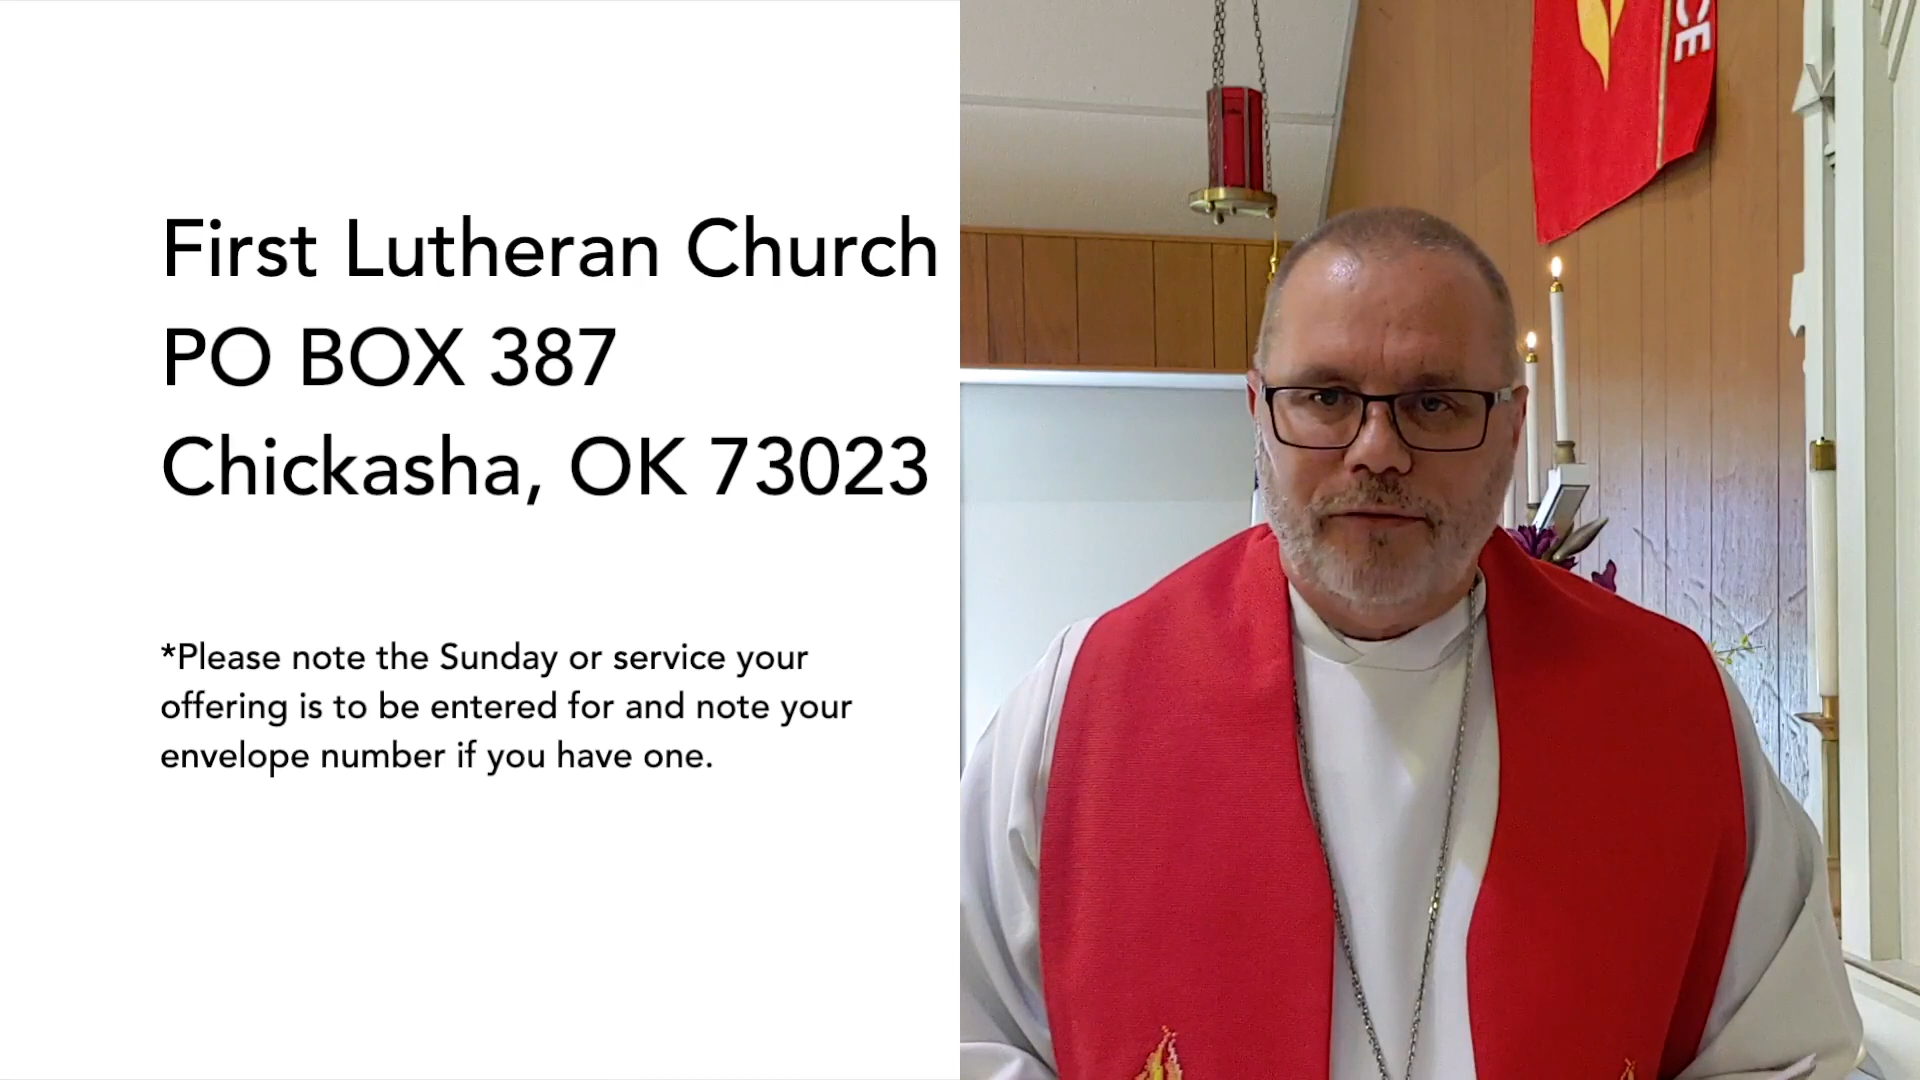 First Lutheran Church
PO BOX 387
Chickasha, OK 73023
*Please note the Sunday or service your
offering is to be entered for and note your
envelope number if you have one.
CE